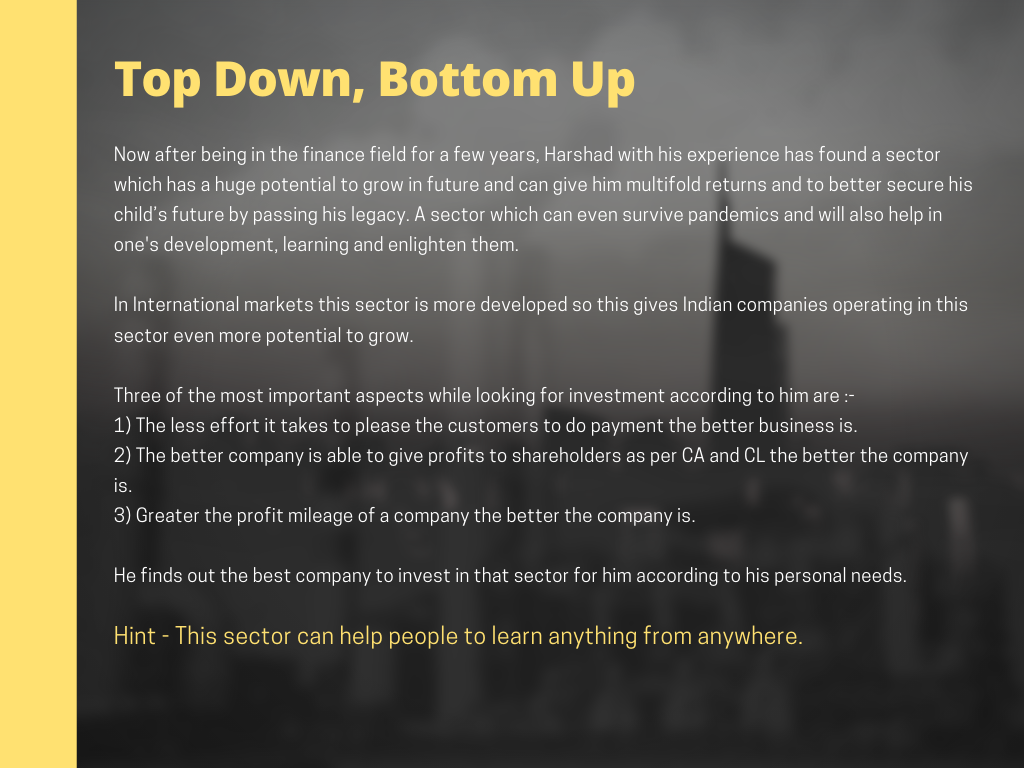 Top Down, Bottom Up
Now after being in the finance field for a few years, Harshad with his experience has found a sector
which has a huge potential to grow in future and can give him multifold returns and to better secure his
child’s future by passing his legacy. A sector which can even survive pandemics and will also help in
one's development, learning and enlighten them.
In International markets this sector is more developed so this gives Indian companies operating in this
sector even more potential to grow.
Three of the most important aspects while looking for investment according to him are :-
1) The less effort it takes to please the customers to do payment the better business is.
2) The better company is able to give profits to shareholders as per CA and CL the better the company
is.
3) Greater the profit mileage of a company the better the company is.
He finds out the best company to invest in that sector for him according to his personal needs.
Hint - This sector can help people to learn anything from anywhere.